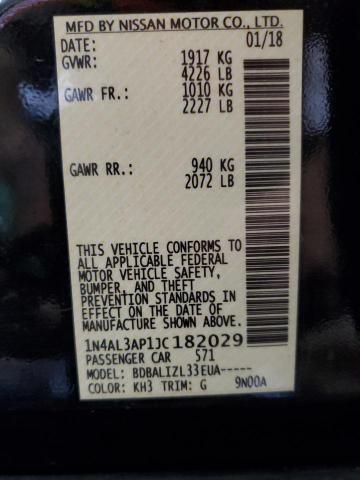 MFD BY NISSAN MOTOR CO., LTD.
DATE: 01/18
GVWR: 1917 KG
4226 LB
GAWR FR.: 1010 KG
2227 LB
GAWR RR.: 940 KG
2072 LB
THIS VEHICLE CONFORMS TO
ALL APPLICABLE FEDERAL
MOTOR VEHICLE SAFETY,
BUMPER, AND THEFT
PREVENTION STANDARDS IN
EFFECT ON THE DATE OF
MANUFACTURE SHOWN ABOVE.
1N4AL3AP1JC182029
PASSENGER CAR 571
MODEL: BDBALIZL33EUA-----
COLOR: KH3 TRIM: G 9N00A